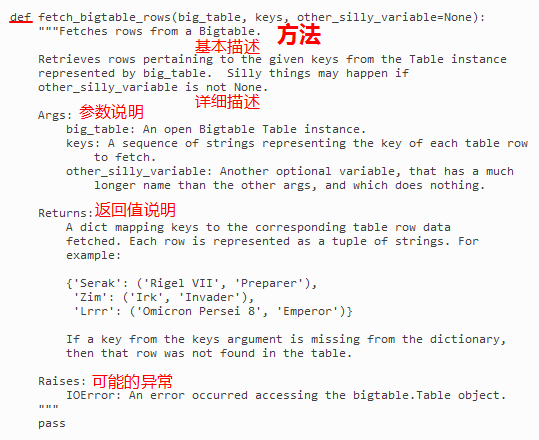 def fetch_bigtable_rows(big_table, keys, other_silly_variable=None):
"""Fetches rows from a Bigtable. 方法
基本描述
Retrieves rows pertaining to the given keys from the Table instance
represented by big_table.  Silly things may happen if
other_silly_variable is not None.
详细描述
Args: 参数说明
big_table: An open Bigtable Table instance.
keys: A sequence of strings representing the key of each table row
to fetch.
other_silly_variable: Another optional variable, that has a much
longer name than the other args, and which does nothing.
Returns: 返回值说明
A dict mapping keys to the corresponding table row data
fetched. Each row is represented as a tuple of strings. For
example:
{'Serak': ('Rigel VII', 'Preparer'),
'Zim': ('Irk', 'Invader'),
'Lrrr': ('Omicron Persei 8', 'Emperor')}
If a key from the keys argument is missing from the dictionary,
then that row was not found in the table.
Raises: 可能的异常
IOError: An error occurred accessing the bigtable.Table object.
"""
pass